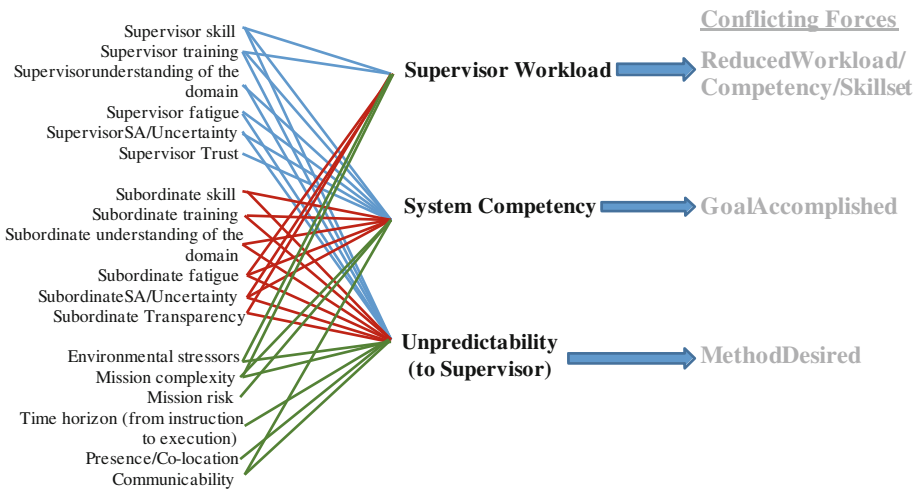 Supervisor skill
Supervisor training
Supervisorunderstanding of the
domain
Supervisor fatigue
SupervisorSA/Uncertainty
Supervisor Trust
Subordinate skill
Subordinate training
Subordinate understanding of the
domain
Subordinate fatigue
SubordinateSA/Uncertainty
Subordinate Transparency
Environmental stressors
Mission complexity
Mission risk
Time horizon (from instruction
to execution)
Presence/Co-location
Communicability
Supervisor Workload
System Competency
Unpredictability
(to Supervisor)
Conflicting Forces
ReducedWorkload/
Competency/Skillset
GoalAccomplished
MethodDesired